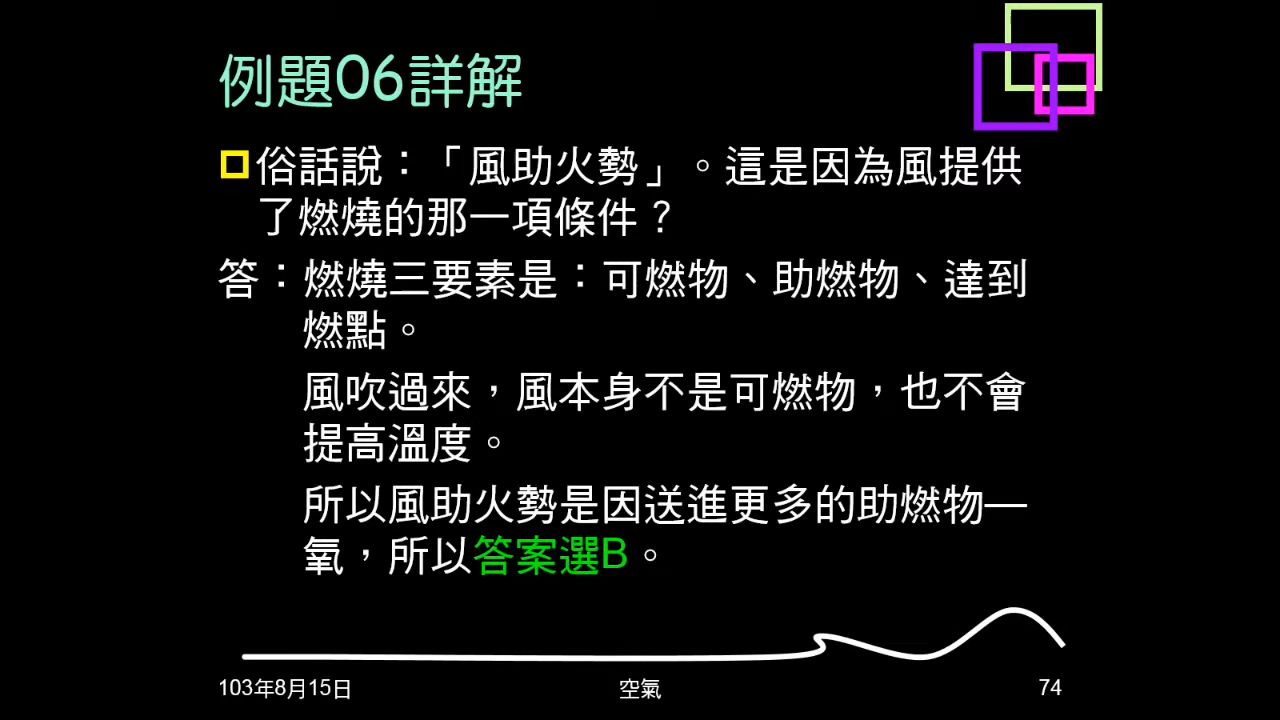 例題06詳解
俗話說：「風助火勢」。這是因為風提供
了燃燒的那一項條件？
答：燃燒三要素是：可燃物、助燃物、達到
燃點。
風吹過來，風本身不是可燃物，也不會
提高溫度。
所以風助火勢是因送進更多的助燃物—
氧，所以答案選B。
103年8月15日
空氣
74